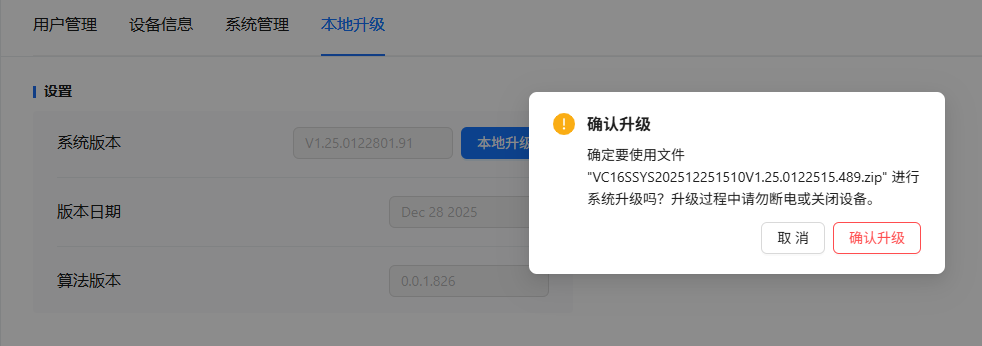 用户管理 设备信息 系统管理 本地升级
设置
系统版本 V1.25.0122801.91 本地升级
版本日期 Dec 28 2025
算法版本 0.0.1.826
确认升级
确定要使用文件
"VC16SSYS202512251510V1.25.0122515.489.zip" 进行
系统升级吗？升级过程中请勿断电或关闭设备。
取 消 确认升级